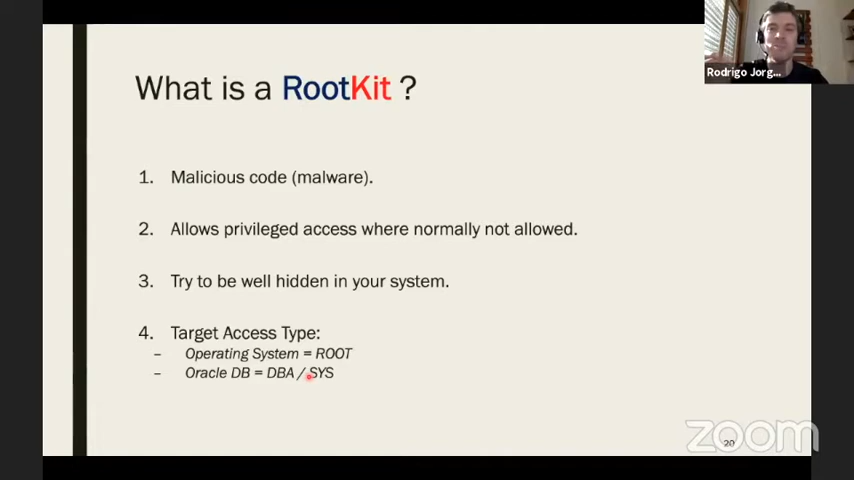 What is a RootKit ?
Rodrigo Jorg...
1. Malicious code (malware).
2. Allows privileged access where normally not allowed.
3. Try to be well hidden in your system.
4. Target Access Type:
– Operating System = ROOT
– Oracle DB = DBA / SYS
20
zoom